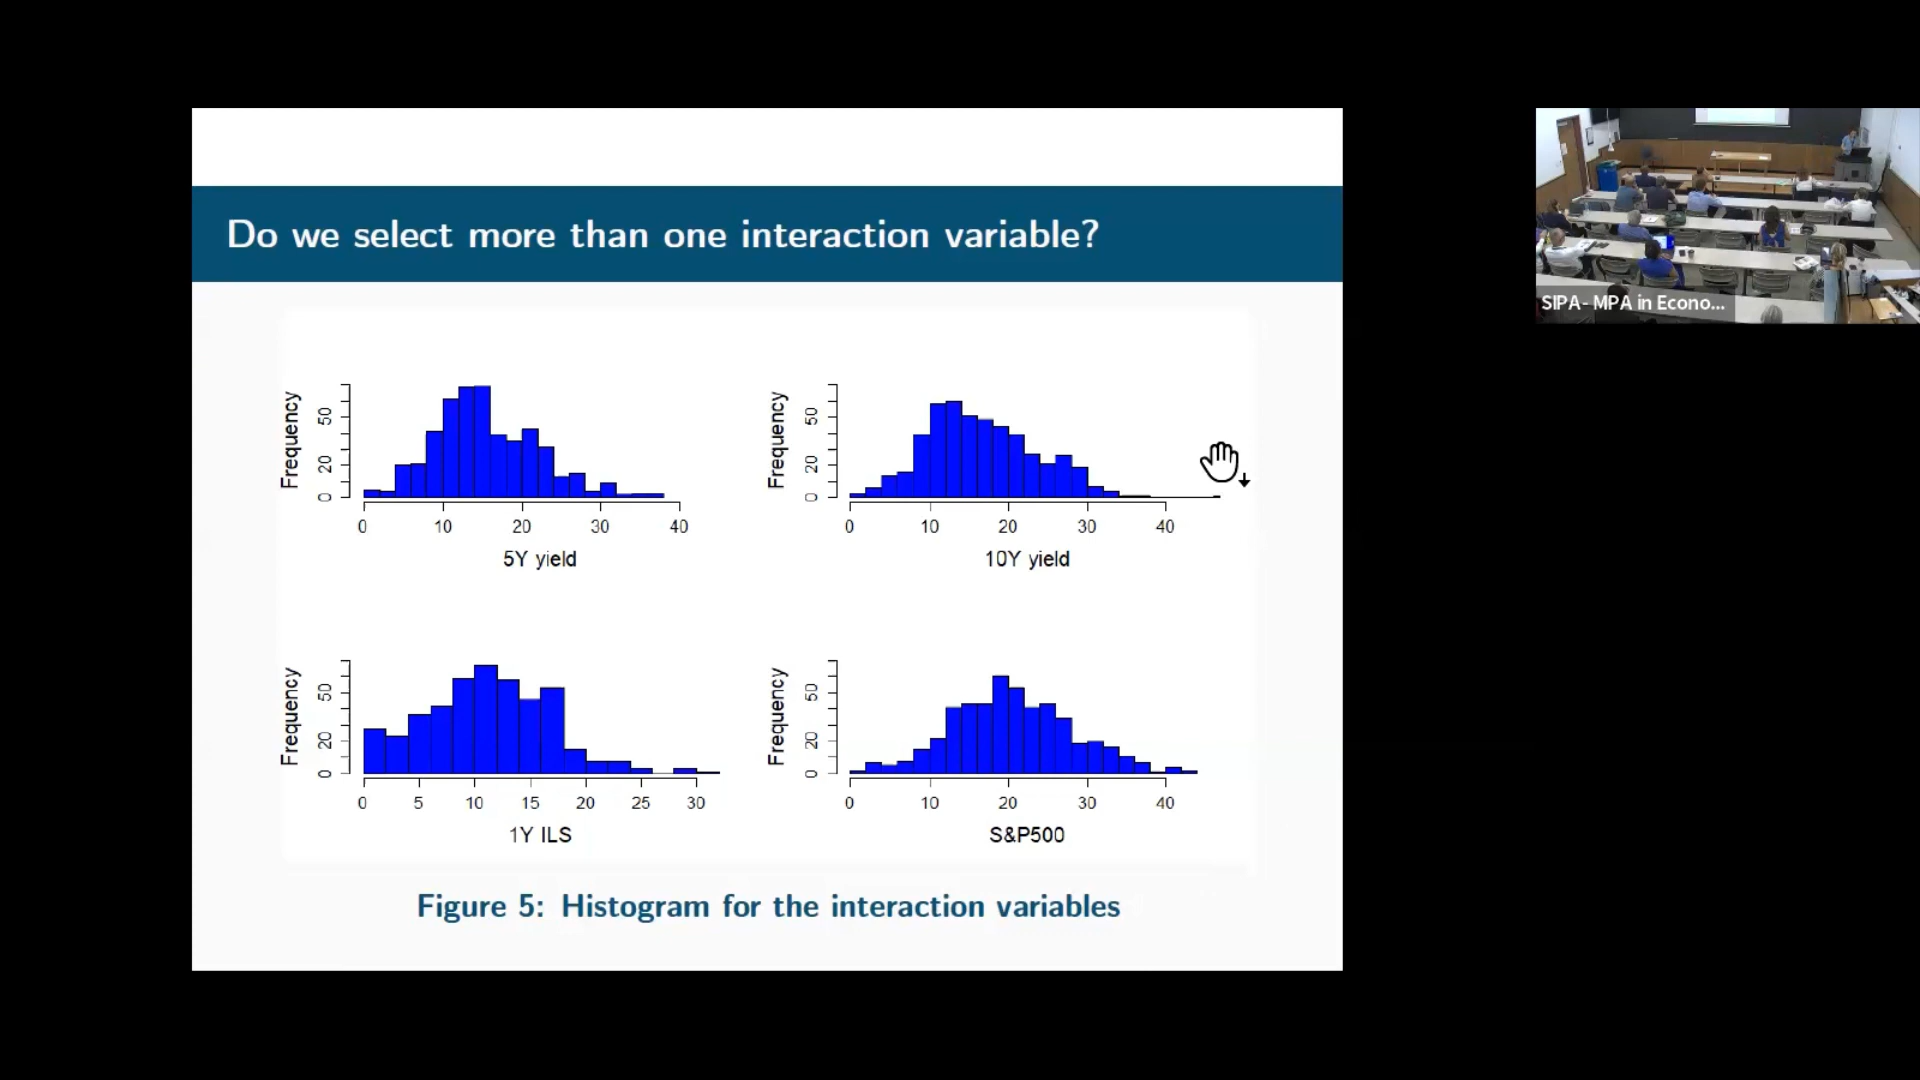 Do we select more than one interaction variable?
Frequency
0 20 50
0 10 20 30 40
5Y yield
Frequency
0 20 50
0 10 20 30 40
10Y yield
Frequency
0 20 50
0 5 10 15 20 25 30
1Y ILS
Frequency
0 20 50
0 10 20 30 40
S&P500
Figure 5: Histogram for the interaction variables
SIPA- MPA in Econo...